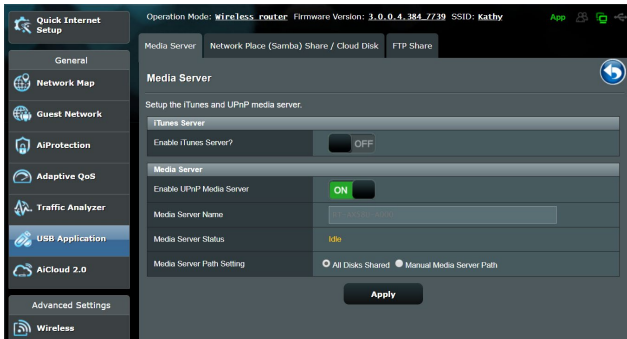 Quick Internet
Setup
Operation Mode: Wireless router Firmware Version: 3.0.0.4.384_7739 SSID: Kathy
App
General
Network Map
Guest Network
AiProtection
Adaptive QoS
Traffic Analyzer
USB Application
AiCloud 2.0
Advanced Settings
Wireless
Media Server Network Place (Samba) Share / Cloud Disk FTP Share
Media Server
Setup the iTunes and UPnP media server.
iTunes Server
Enable iTunes Server? OFF
Media Server
Enable UPnP Media Server ON
Media Server Name
Media Server Status Idle
Media Server Path Setting All Disks Shared Manual Media Server Path
Apply